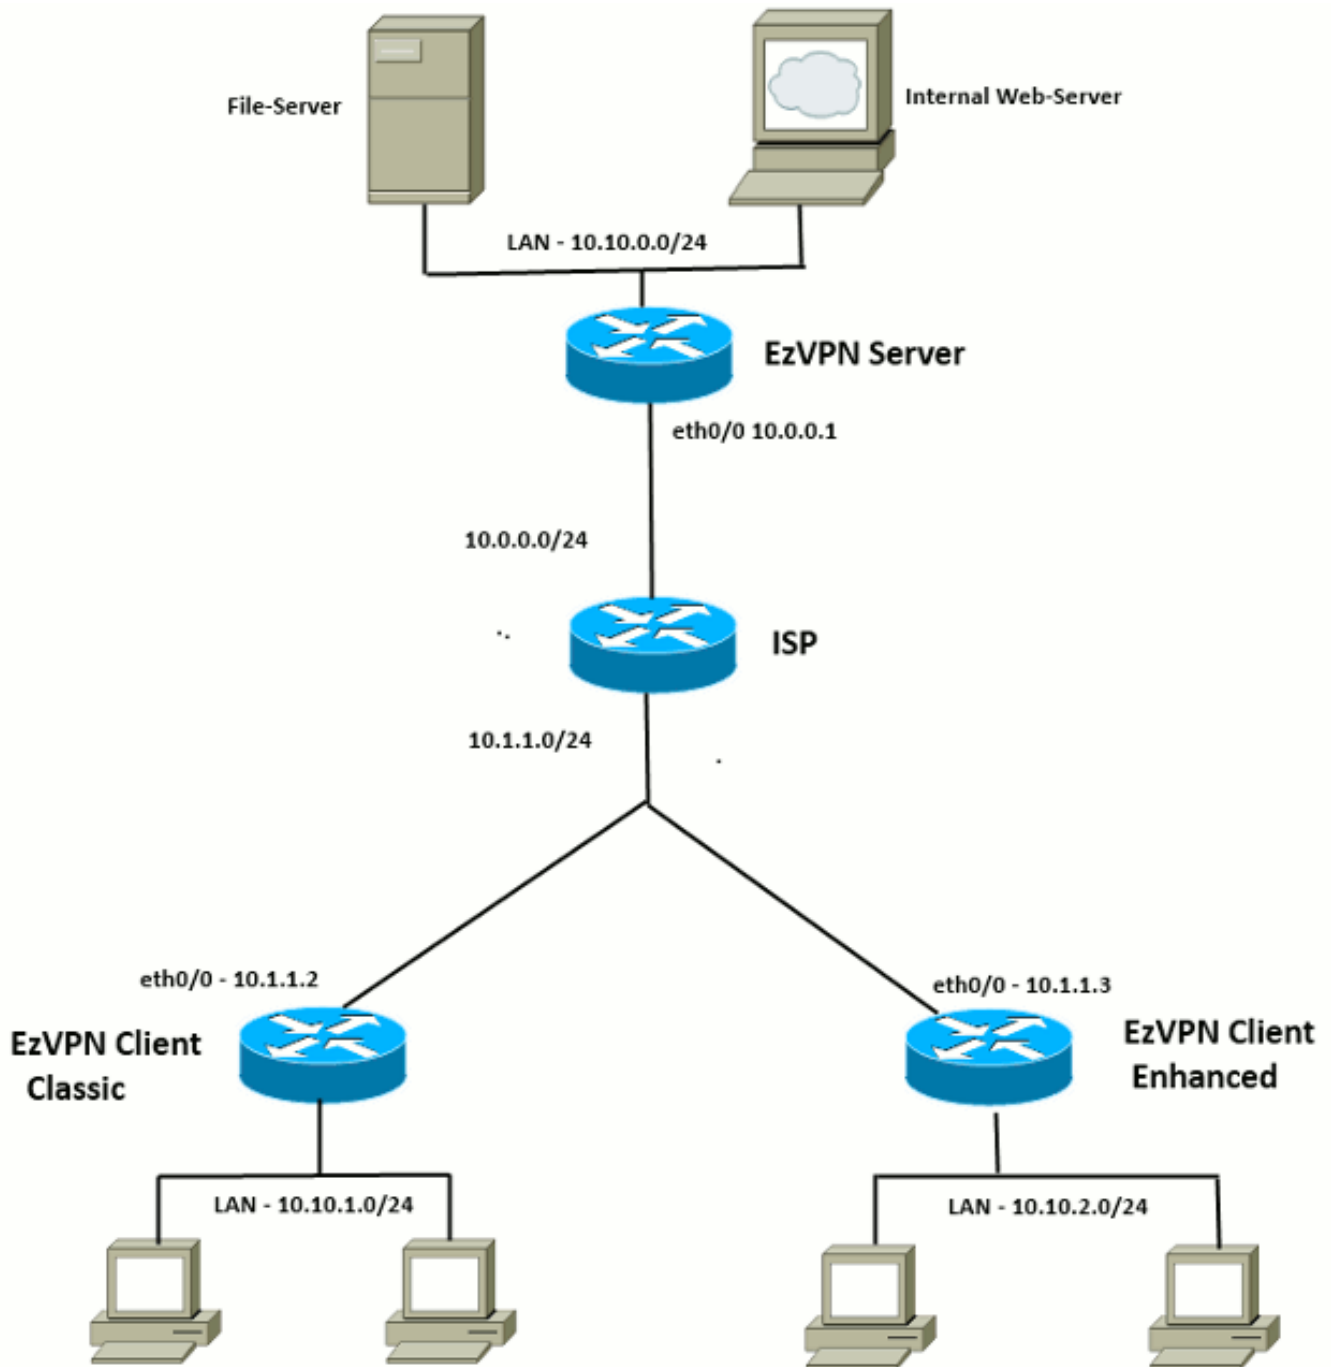 File-Server
Internal Web-Server
LAN - 10.10.0.0/24
EzVPN Server
eth0/0 10.0.0.1
10.0.0.0/24
ISP
10.1.1.0/24
eth0/0 - 10.1.1.2
eth0/0 - 10.1.1.3
EzVPN Client
Classic
EzVPN Client
Enhanced
LAN - 10.10.1.0/24
LAN - 10.10.2.0/24